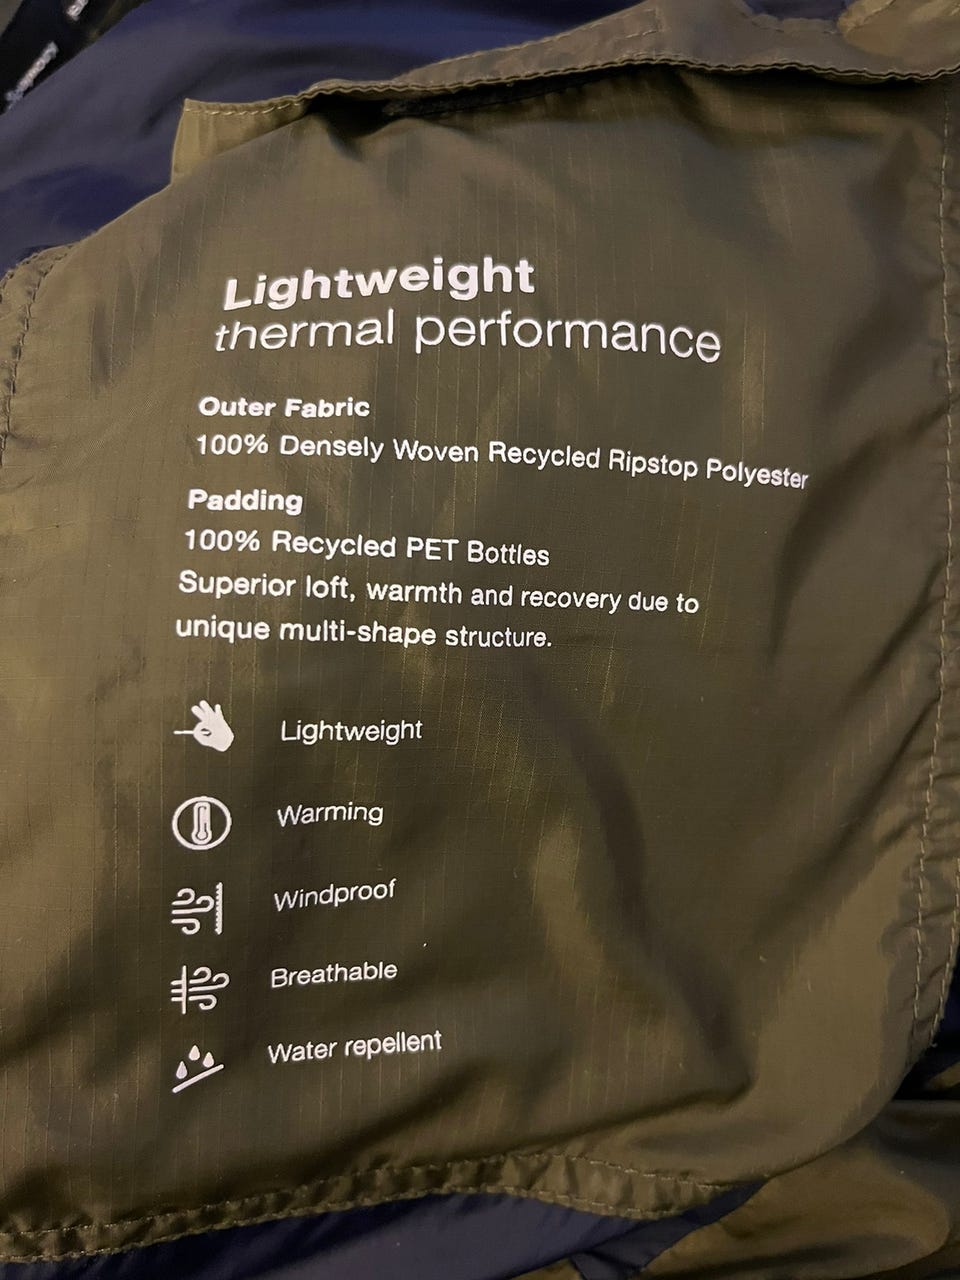 Lightweight
thermal performance
Outer Fabric
100% Densely Woven Recycled Ripstop Polyester
Padding
100% Recycled PET Bottles
Superior loft, warmth and recovery due to
unique multi-shape structure.
Lightweight
Warming
Windproof
Breathable
Water repellent